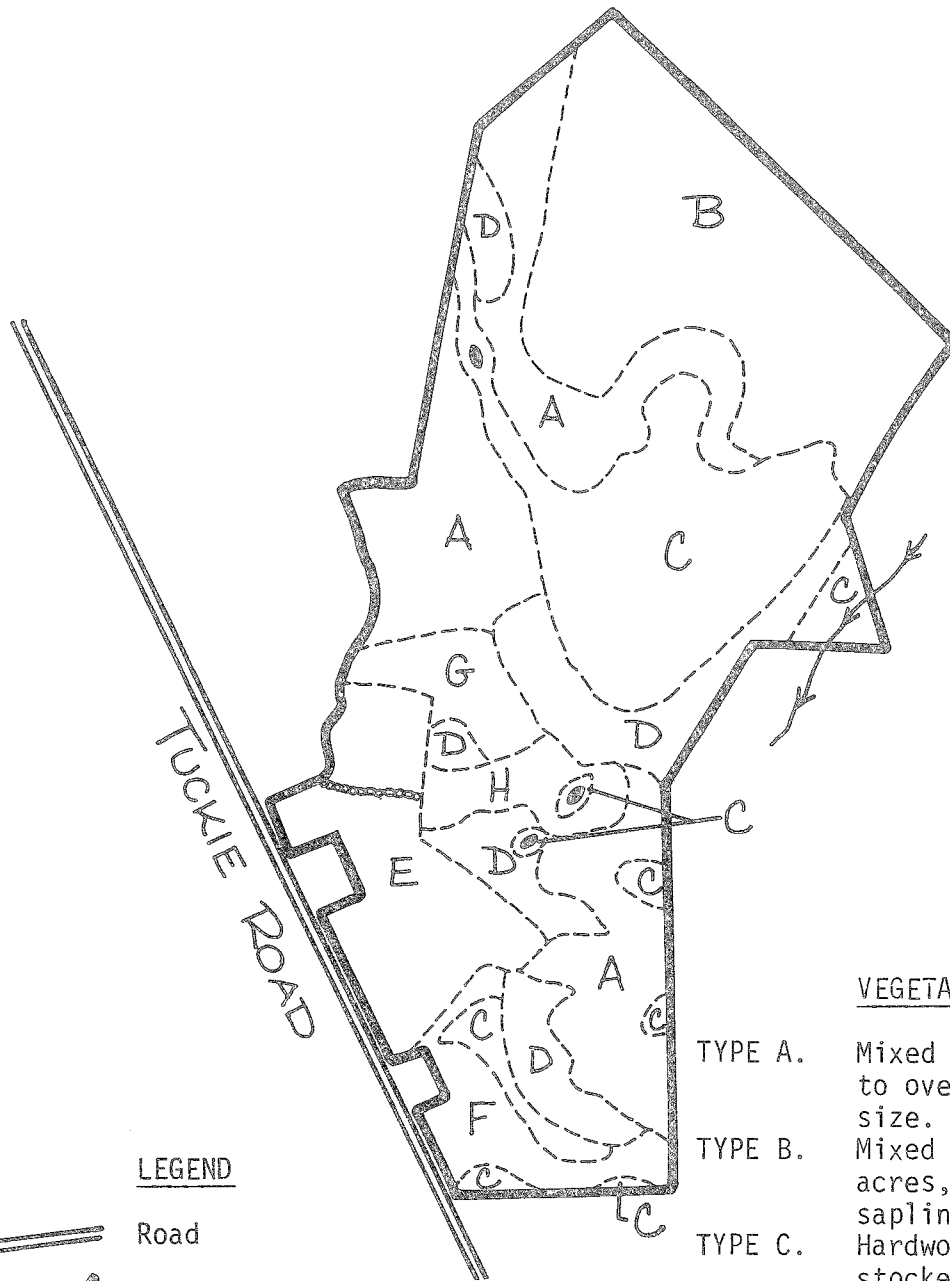 B
D
A
A
C
C
G
D
D
H
C
TUCKIE ROAD
D
E
C
A
C
C
D
F
C
C
LEGEND
Road
VEGETA
TYPE A. Mixed
to ove
size.
TYPE B. Mixed
acres,
saplin
TYPE C. Hardwo
stocke